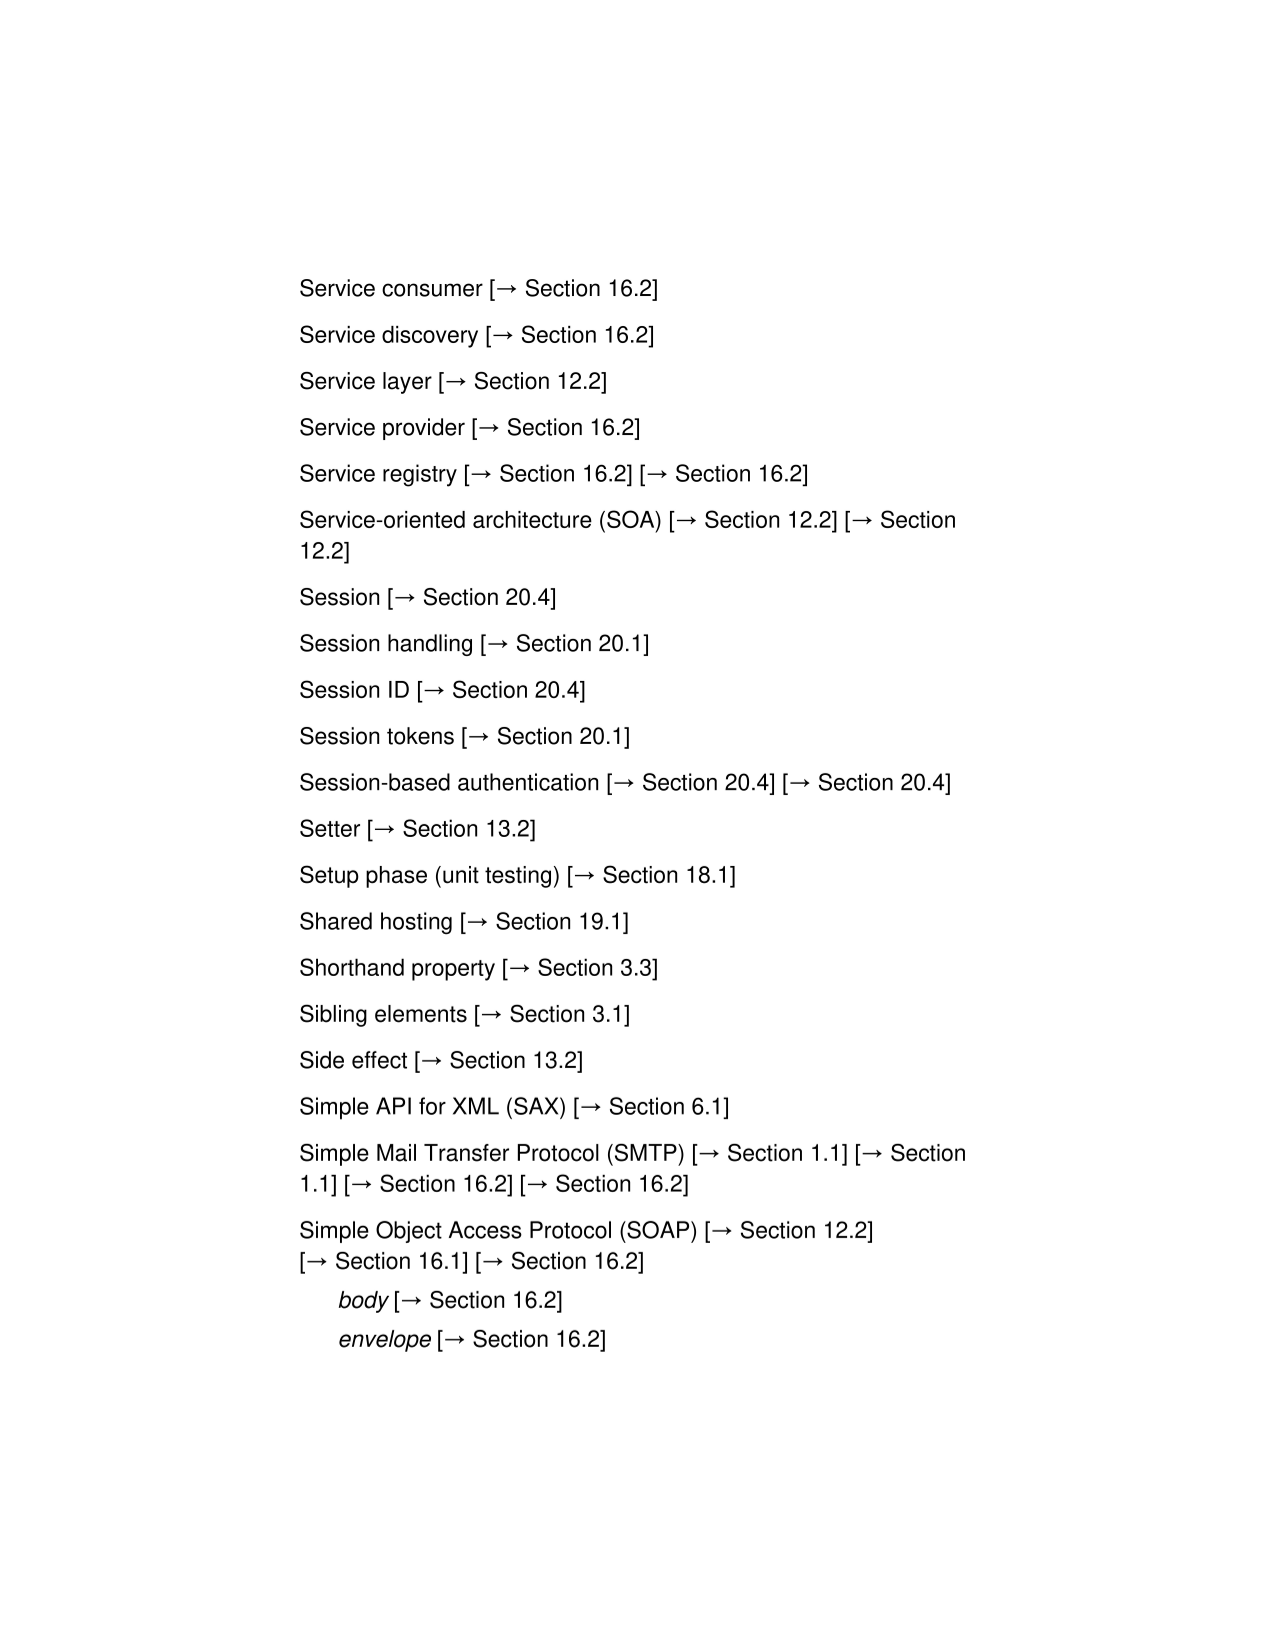 Service consumer [→ Section 16.2]
Service discovery [→ Section 16.2]
Service layer [→ Section 12.2]
Service provider [→ Section 16.2]
Service registry [→ Section 16.2] [→ Section 16.2]
Service-oriented architecture (SOA) [→ Section 12.2] [→ Section
12.2]
Session [→ Section 20.4]
Session handling [→ Section 20.1]
Session ID [→ Section 20.4]
Session tokens [→ Section 20.1]
Session-based authentication [→ Section 20.4] [→ Section 20.4]
Setter [→ Section 13.2]
Setup phase (unit testing) [→ Section 18.1]
Shared hosting [→ Section 19.1]
Shorthand property [→ Section 3.3]
Sibling elements [→ Section 3.1]
Side effect [→ Section 13.2]
Simple API for XML (SAX) [→ Section 6.1]
Simple Mail Transfer Protocol (SMTP) [→ Section 1.1] [→ Section
1.1] [→ Section 16.2] [→ Section 16.2]
Simple Object Access Protocol (SOAP) [→ Section 12.2]
[→ Section 16.1] [→ Section 16.2]
body [→ Section 16.2]
envelope [→ Section 16.2]